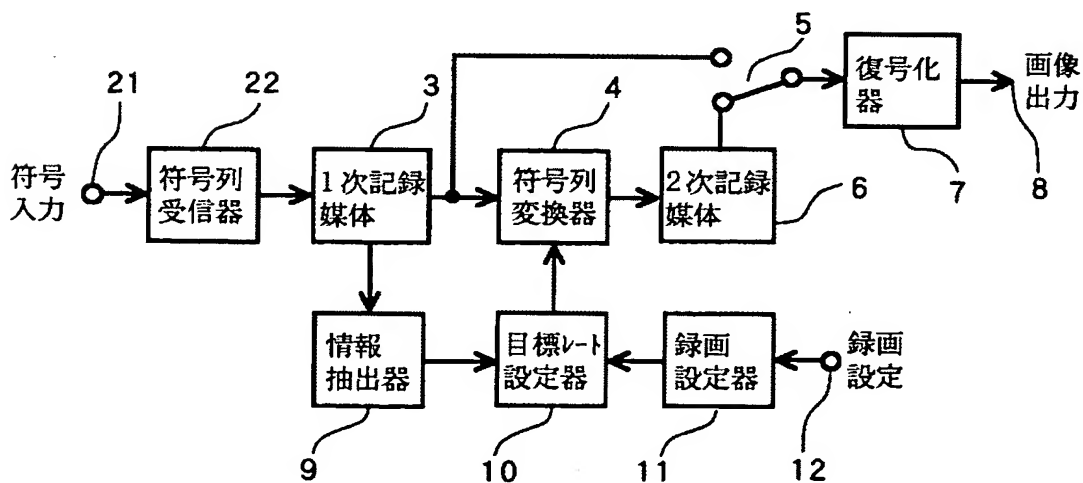 21
22
3
4
5
符号
入力
符号列
受信器
1次記録
媒体
符号列
変換器
2次記録
媒体
6
復号化
器
7
画像
出力
8
情報
抽出器
9
目標レート
設定器
10
録画
設定器
11
録画
設定
12